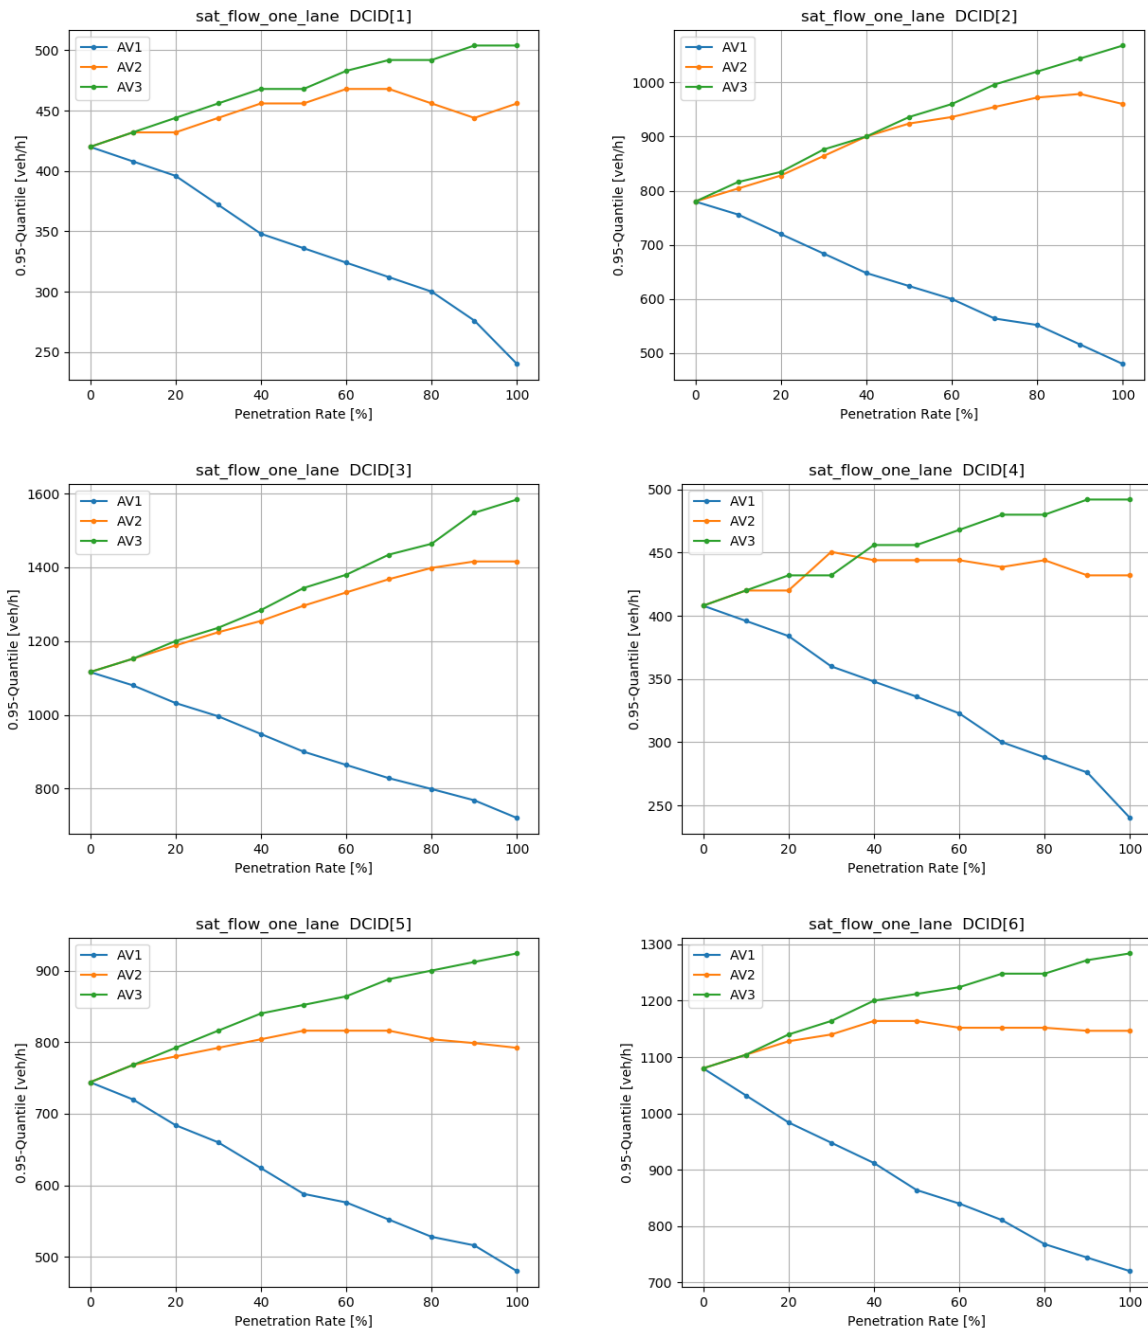 sat_flow_one_lane DCID[1]
AV1
AV2
AV3
0.95-Quantile [veh/h]
500
450
400
350
300
250
0 20 40 60 80 100
Penetration Rate [%]
sat_flow_one_lane DCID[2]
AV1
AV2
AV3
0.95-Quantile [veh/h]
1000
900
800
700
600
500
0 20 40 60 80 100
Penetration Rate [%]
sat_flow_one_lane DCID[3]
AV1
AV2
AV3
0.95-Quantile [veh/h]
1600
1400
1200
1000
800
0 20 40 60 80 100
Penetration Rate [%]
sat_flow_one_lane DCID[4]
AV1
AV2
AV3
0.95-Quantile [veh/h]
500
450
400
350
300
250
0 20 40 60 80 100
Penetration Rate [%]
sat_flow_one_lane DCID[5]
AV1
AV2
AV3
0.95-Quantile [veh/h]
900
800
700
600
500
0 20 40 60 80 100
Penetration Rate [%]
sat_flow_one_lane DCID[6]
AV1
AV2
AV3
0.95-Quantile [veh/h]
1300
1200
1100
1000
900
800
700
0 20 40 60 80 100
Penetration Rate [%]